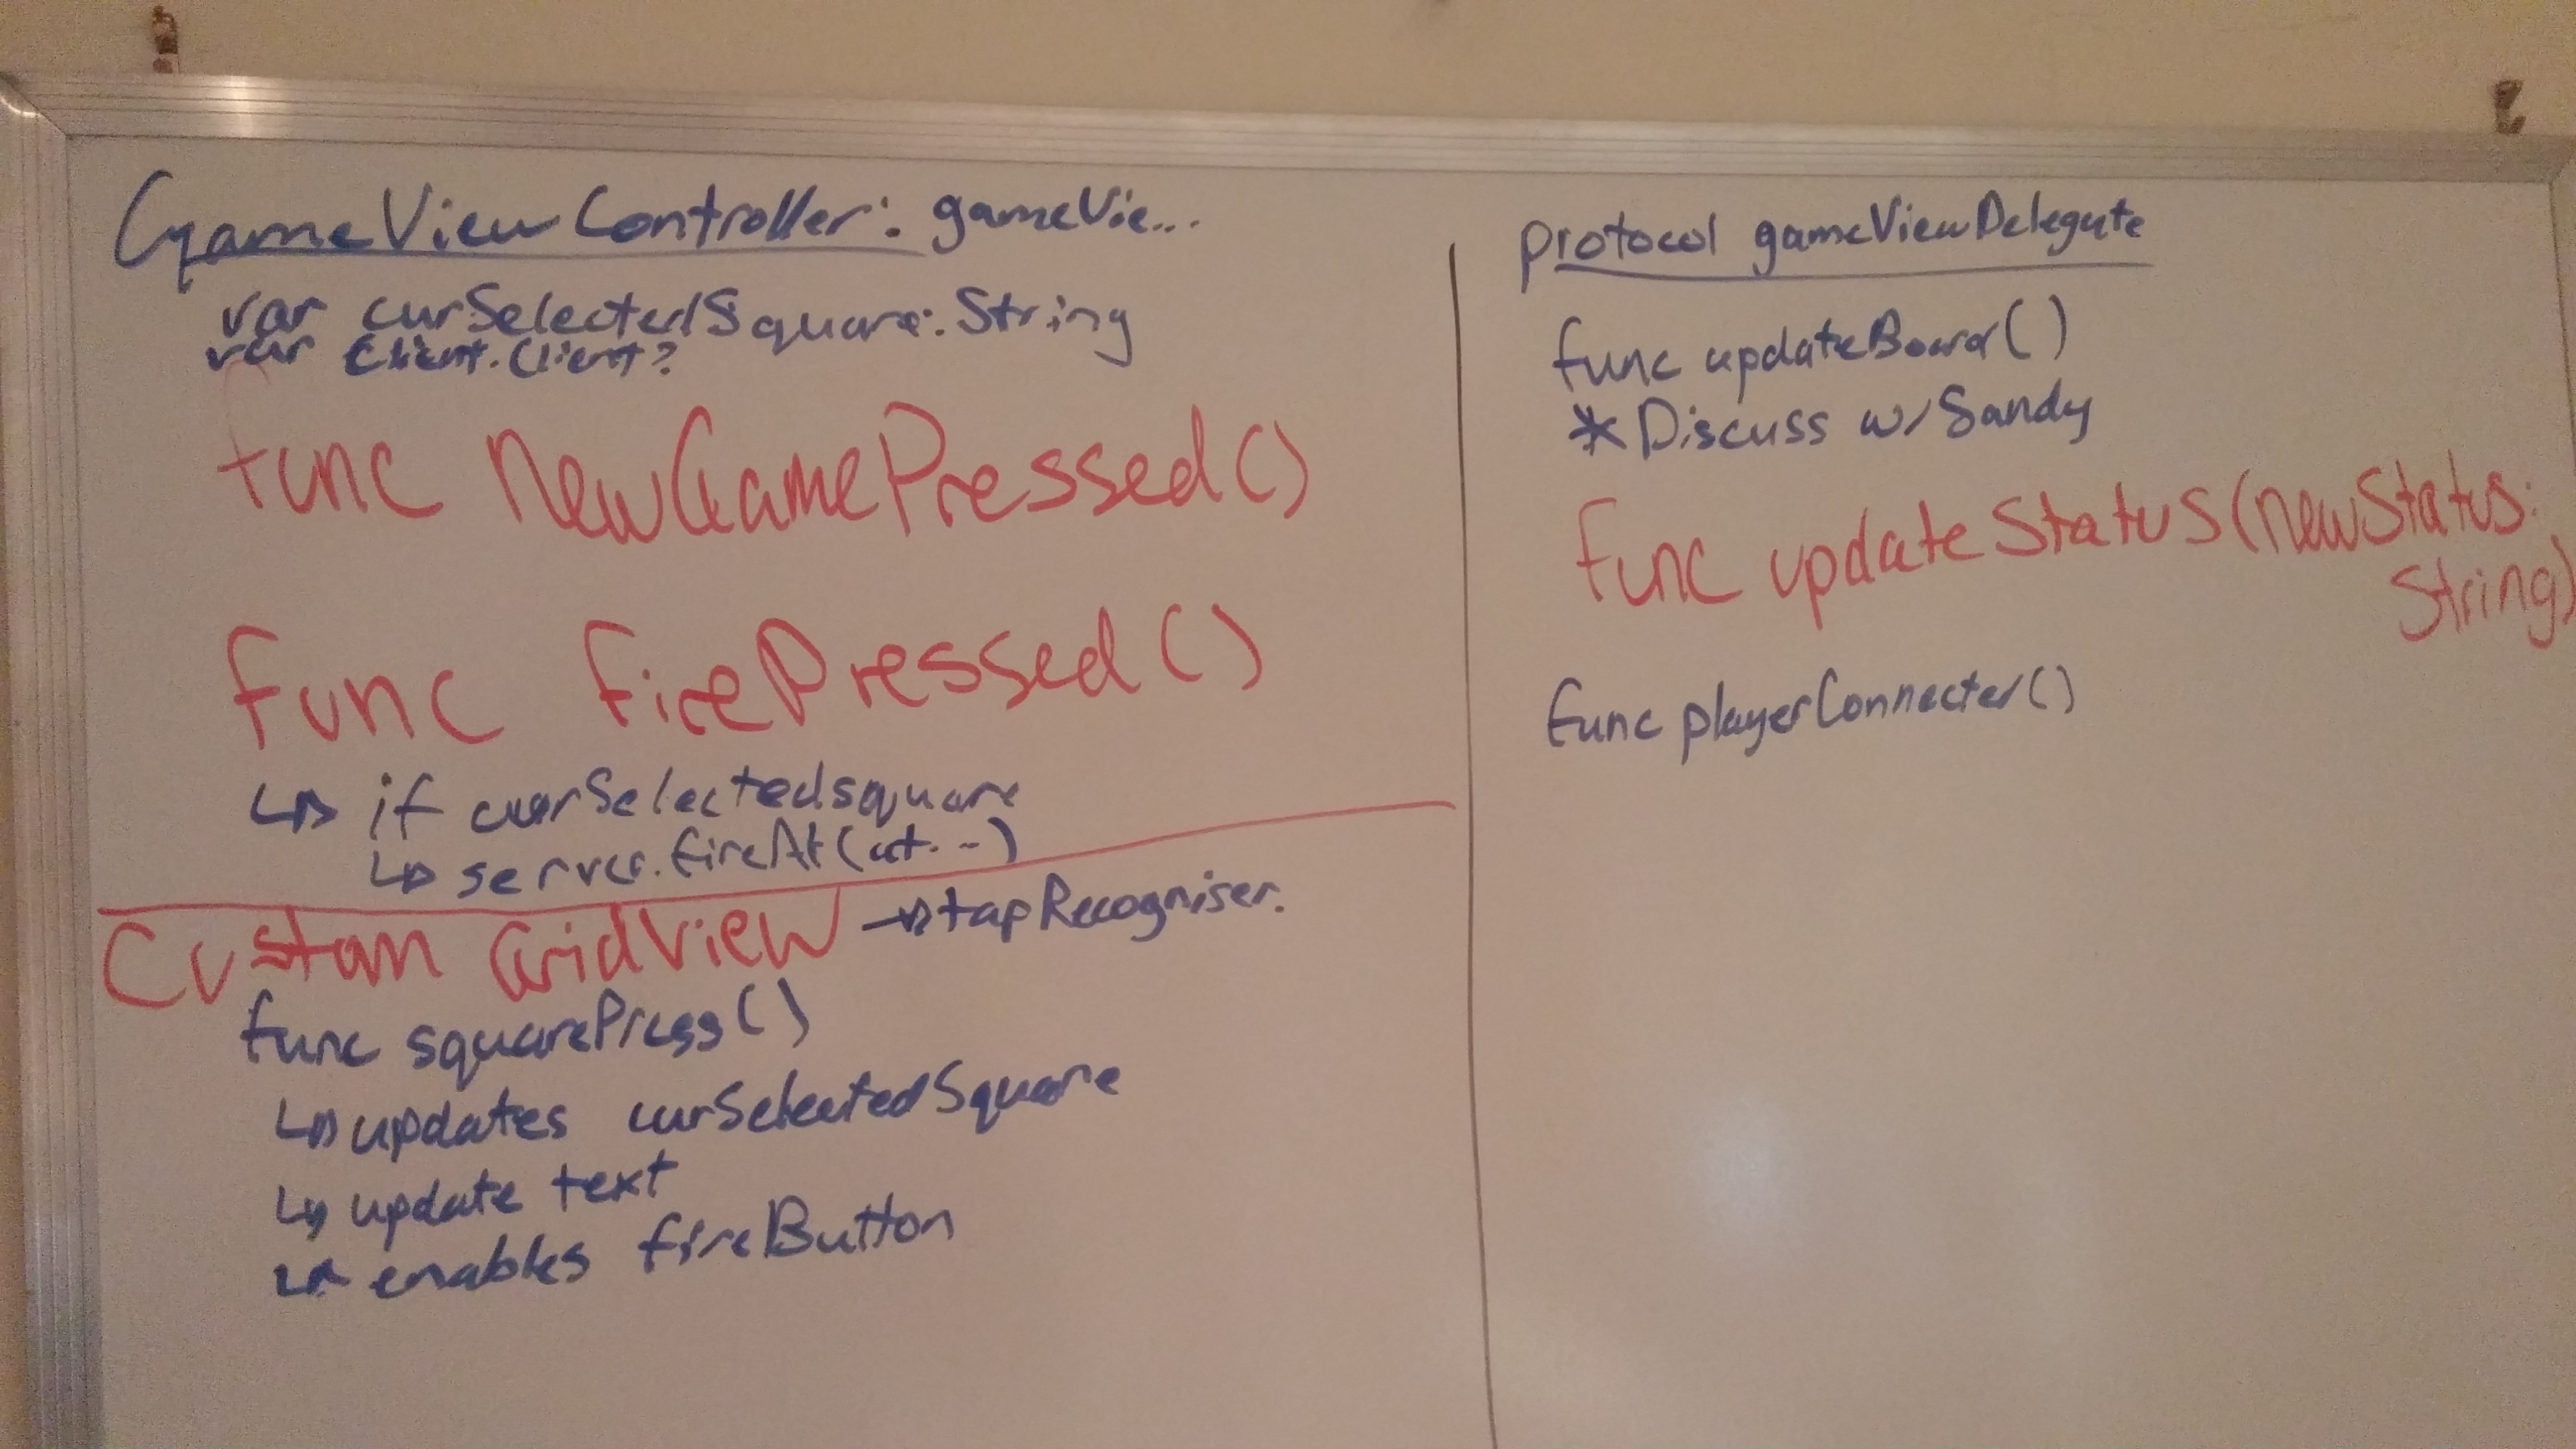 GameViewController: gameVie...
var curSelectedSquare: String
var Client: Client?
func newGamePressed()
func firePressed()
↳ if curSelectedsquare
↳ server.fireAt(
Custom GridView → tapRecogniser.
func squarePress()
↳ updates curSelectedSquare
↳ update text
↳ enables fireButton
protocol gameViewDelegate
func updateBoard()
* Discuss w/ Sandy
func updateStatus(newStatus:
String)
func playerConnected()